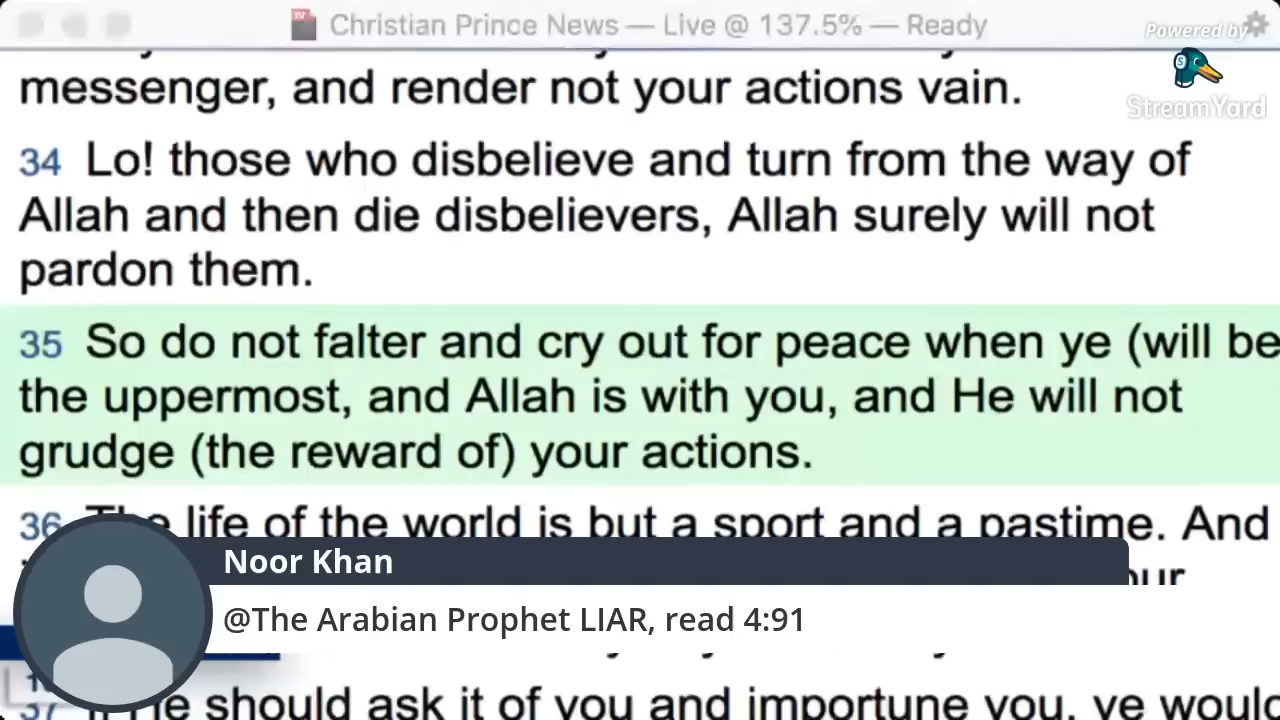 Christian Prince News — Live @ 137.5% — Ready
Powered by
StreamYard
messenger, and render not your actions vain.
34 Lo! those who disbelieve and turn from the way of
Allah and then die disbelievers, Allah surely will not
pardon them.
35 So do not falter and cry out for peace when ye (will be
the uppermost, and Allah is with you, and He will not
grudge (the reward of) your actions.
36 The life of the world is but a sport and a pastime. And
Noor Khan
@The Arabian Prophet LIAR, read 4:91
37 If He should ask it of you and importune you, ye would